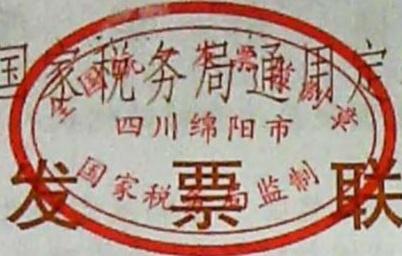 国家税务局通用定
全国统一发票监制章
四川绵阳市
国家税务局监制
发票联